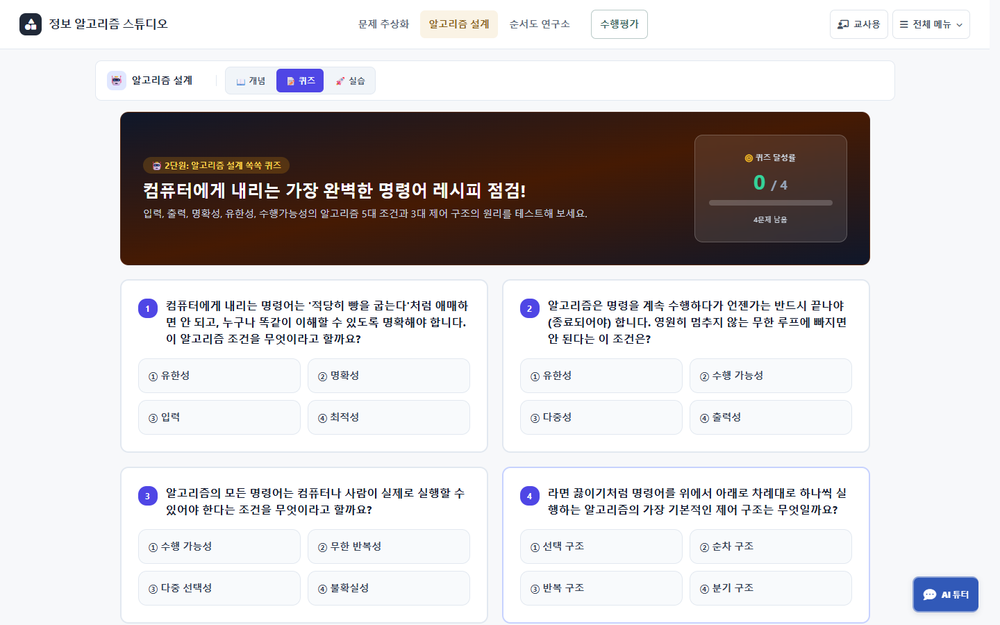 정보 알고리즘 스튜디오
문제 추상화
알고리즘 설계
순서도 연구소
수행평가
교사용
전체 메뉴
알고리즘 설계
개념
퀴즈
실습
2단원: 알고리즘 설계 쏙쏙 퀴즈
컴퓨터에게 내리는 가장 완벽한 명령어 레시피 점검!
입력, 출력, 명확성, 유한성, 수행가능성의 알고리즘 5대 조건과 3대 제어 구조의 원리를 테스트해 보세요.
퀴즈 달성률
0 / 4
4문제 남음
1
컴퓨터에게 내리는 명령어는 '적당히 빵을 굽는다'처럼 애매하
면 안 되고, 누구나 똑같이 이해할 수 있도록 명확해야 합니다.
이 알고리즘 조건을 무엇이라고 할까요?
① 유한성
② 명확성
③ 입력
④ 최적성
2
알고리즘은 명령을 계속 수행하다가 언젠가는 반드시 끝나야
(종료되어야) 합니다. 영원히 멈추지 않는 무한 루프에 빠지면
안 된다는 이 조건은?
① 유한성
② 수행 가능성
③ 다중성
④ 출력성
3
알고리즘의 모든 명령어는 컴퓨터나 사람이 실제로 실행할 수
있어야 한다는 조건을 무엇이라고 할까요?
① 수행 가능성
② 무한 반복성
③ 다중 선택성
④ 불확실성
4
라면 끓이기처럼 명령어를 위에서 아래로 차례대로 하나씩 실
행하는 알고리즘의 가장 기본적인 제어 구조는 무엇일까요?
① 선택 구조
② 순차 구조
③ 반복 구조
④ 분기 구조
AI 튜터